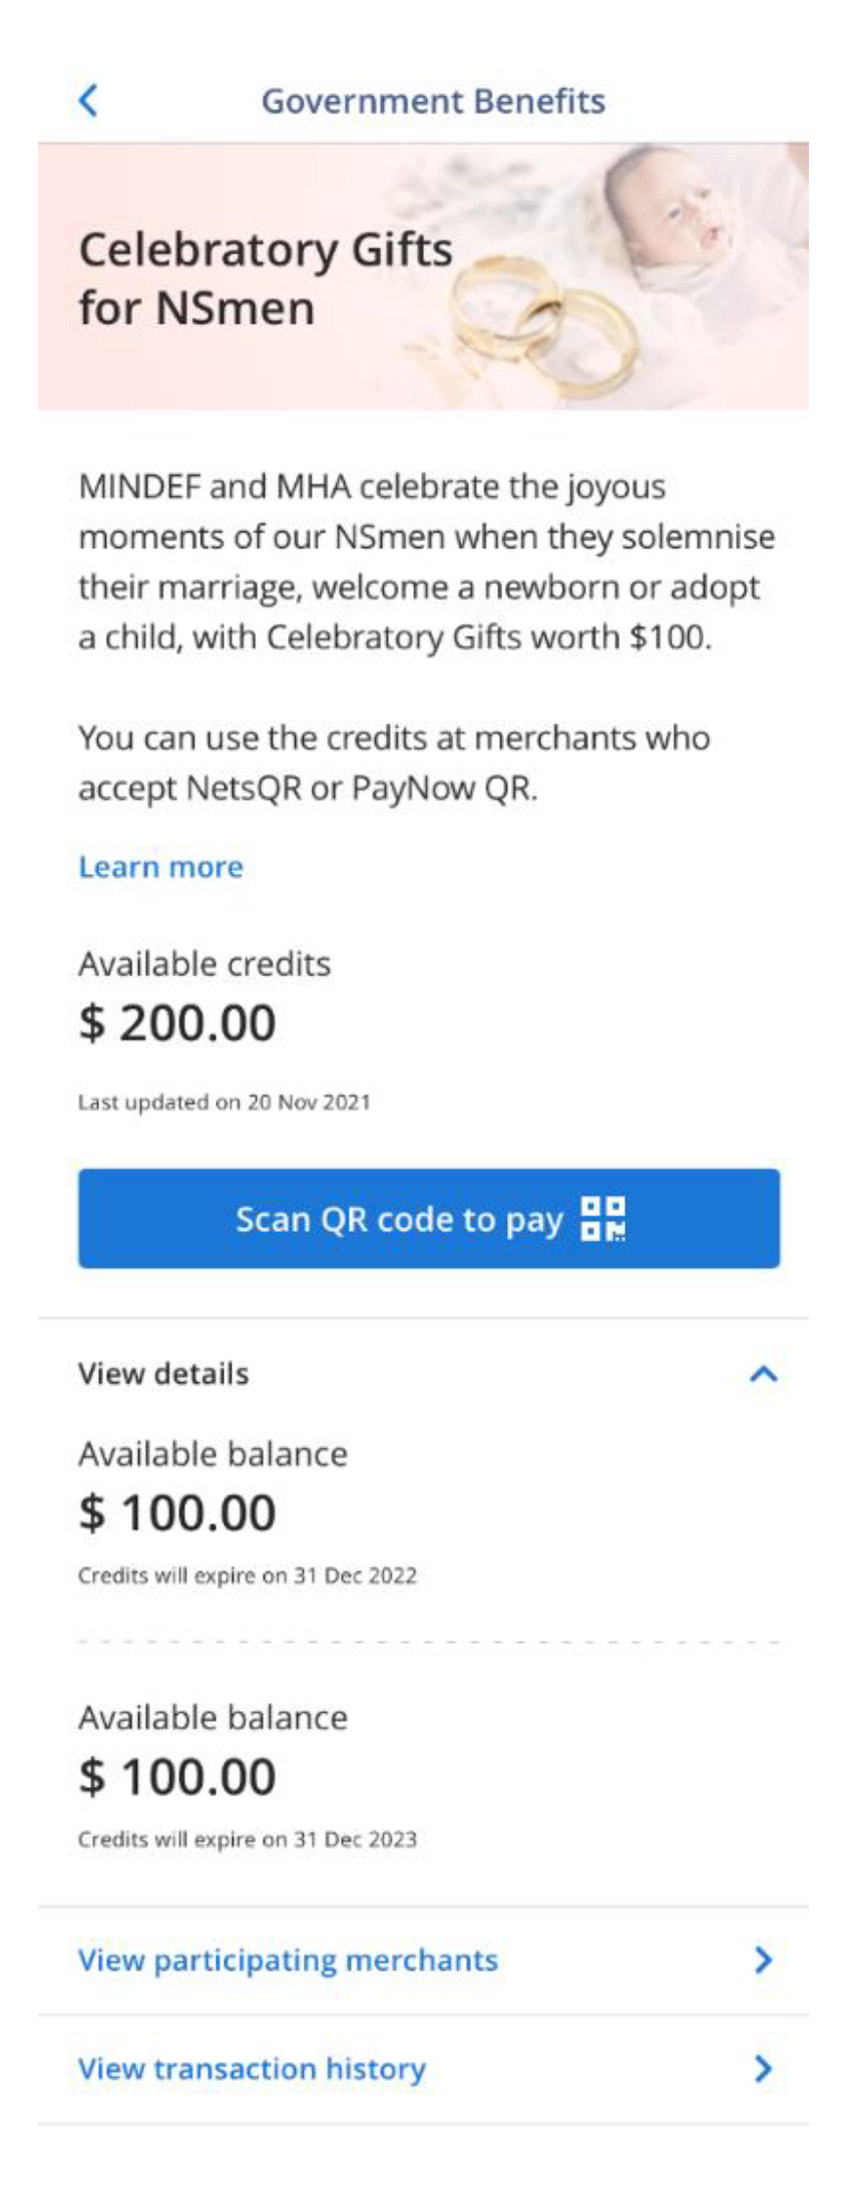 Government Benefits
Celebratory Gifts
for NSmen
MINDEF and MHA celebrate the joyous
moments of our NSmen when they solemnise
their marriage, welcome a newborn or adopt
a child, with Celebratory Gifts worth $100.
You can use the credits at merchants who
accept NetsQR or PayNow QR.
Learn more
Available credits
$ 200.00
Last updated on 20 Nov 2021
Scan QR code to pay
View details
Available balance
$ 100.00
Credits will expire on 31 Dec 2022
Available balance
$ 100.00
Credits will expire on 31 Dec 2023
View participating merchants
View transaction history